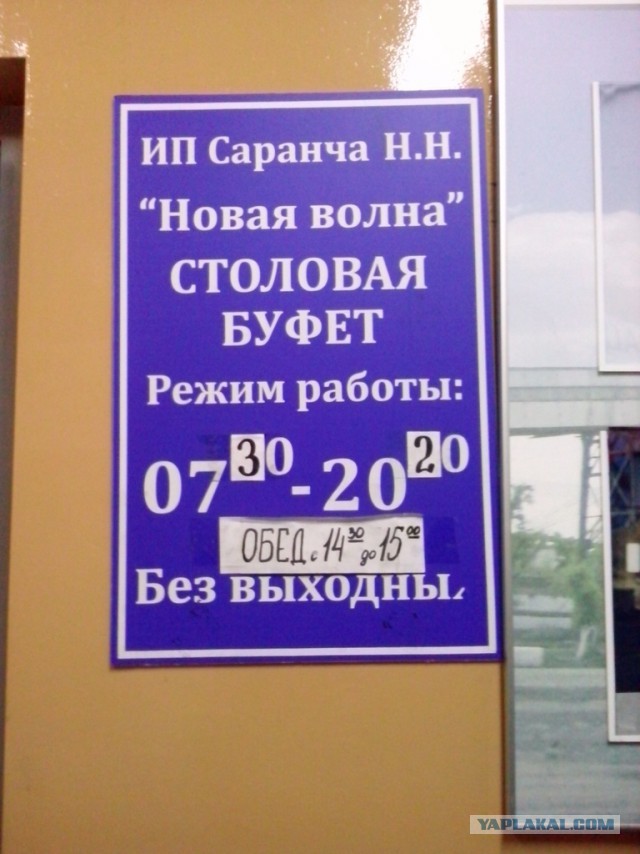 ИП Саранча Н.Н.
“Новая волна”
СТОЛОВАЯ
БУФЕТ
Режим работы:
07 30 - 20 20
ОБЕД с 14 30 до 15 00
Без выходны
YAPLAKAL.COM